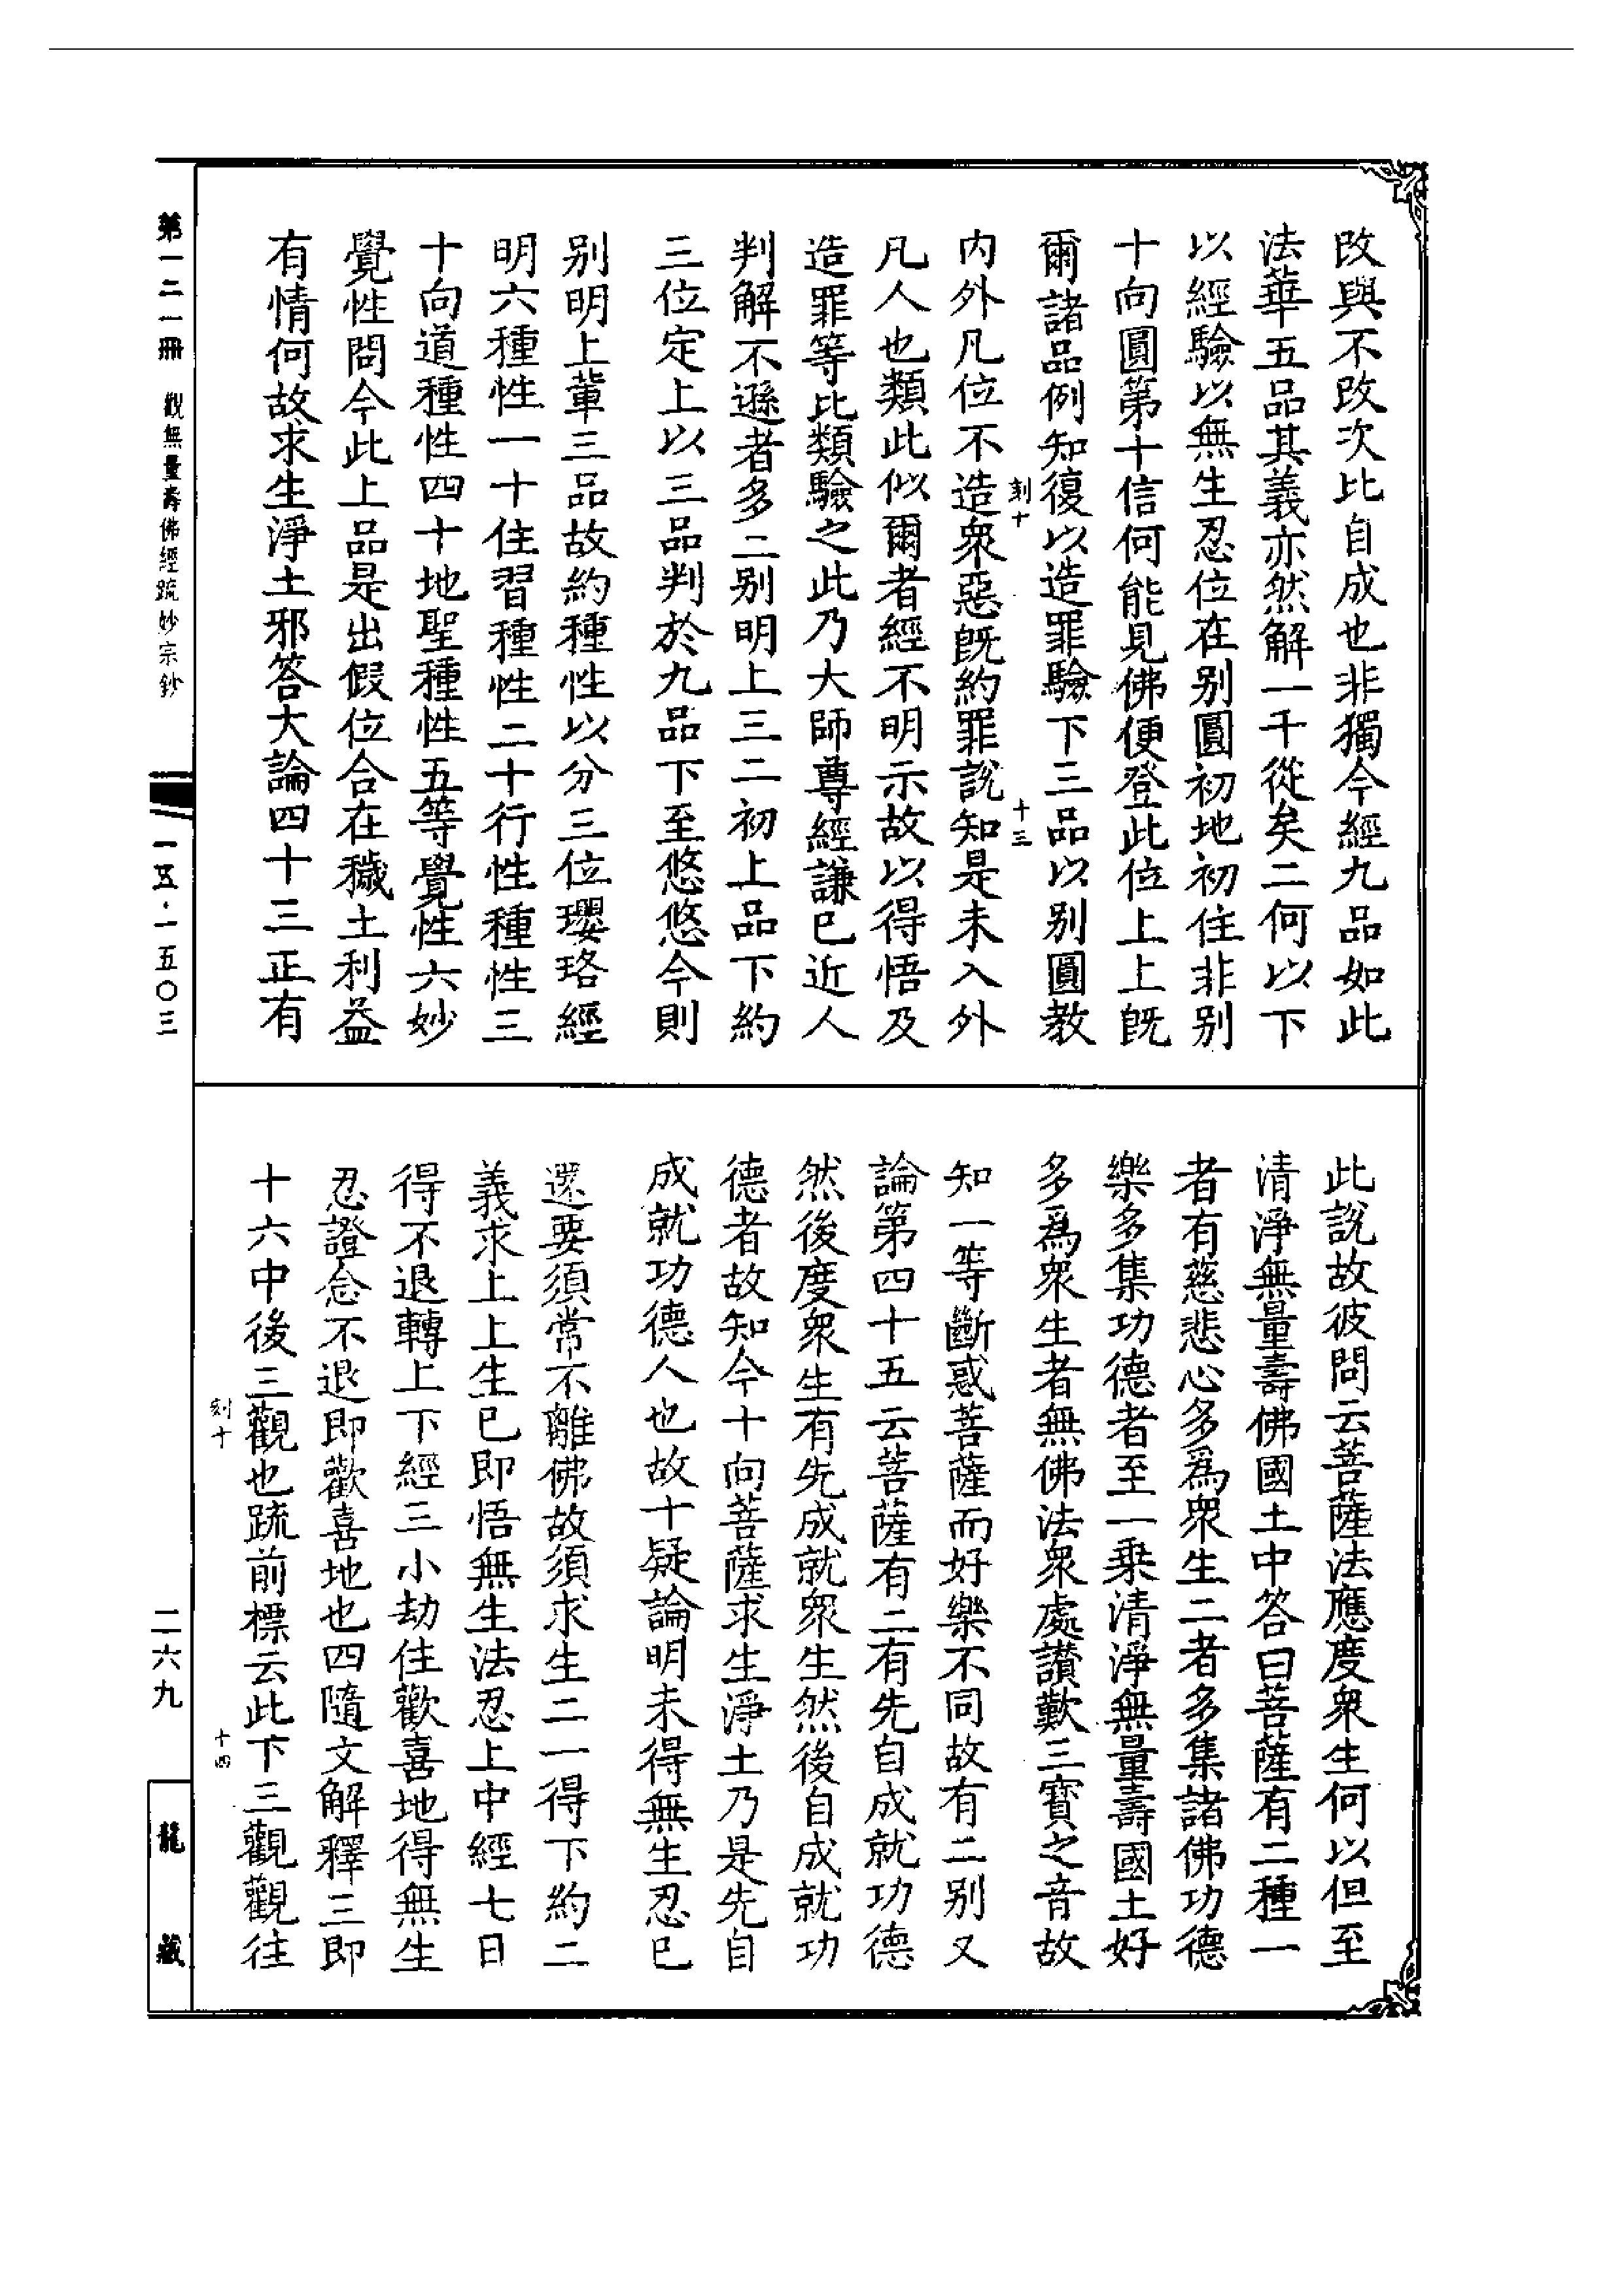 改與不改次比自成也非獨今經九品如此
法華五品其義亦然解一千從矣二何以下
以經驗以無生忍位在别圓初地初住非别
十向圓第十信何能見佛便登此位上上旣
爾諸品例知復以造罪驗下三品以别圓教
刻十
十三
内外凡位不造衆惡旣約罪說知是未入外
凡人也類此似爾者經不明示故以得悟及
造罪等比類驗之此乃大師尊經謙已近人
判解不遜者多二别明上三二初上品下約
三位定上以三品判於九品下至悠悠今則
别明上輩三品故約種性以分三位瓔珞經
明六種性一十住習種性二十行性種性三
十向道種性四十地聖種性五等覺性六妙
覺性問今此上品是出假位合在穢土利益
有情何故求生淨土邪答大論四十三正有
此說故彼問云菩薩法應度衆生何以但至
清淨無量壽佛國土中答曰菩薩有二種一
者有慈悲心多爲衆生二者多集諸佛功德
樂多集功德者至一乗清淨無量壽國土好
多爲衆生者無佛法衆處讃歎三寳之音故
知一等斷惑菩薩而好樂不同故有二别又
論第四十五云菩薩有二有先自成就功德
然後度衆生有先成就衆生然後自成就功
德者故知今十向菩薩求生淨土乃是先自
成就功德人也故十疑論明未得無生忍已
還要須常不離佛故須求生二一得下約二
義求上上生已即悟無生法忍上中經七日
得不退轉上下經三小劫住歡喜地得無生
忍證念不退即歡喜地也四隨文解釋三即
十六中後三觀也䟽前標云此下三觀觀往
刻十
十四
第一二一冊 觀無量壽佛經䟽妙宗鈔
一五·一五〇三
二六九
龍藏